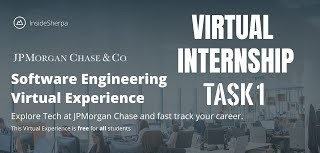 InsideSherpa
JPMORGAN CHASE & CO.
Software Engineering
Virtual Experience
Explore Tech at JPMorgan Chase and fast track your career.
This Virtual Experience is free for all students
VIRTUAL
INTERNSHIP
TASK 1